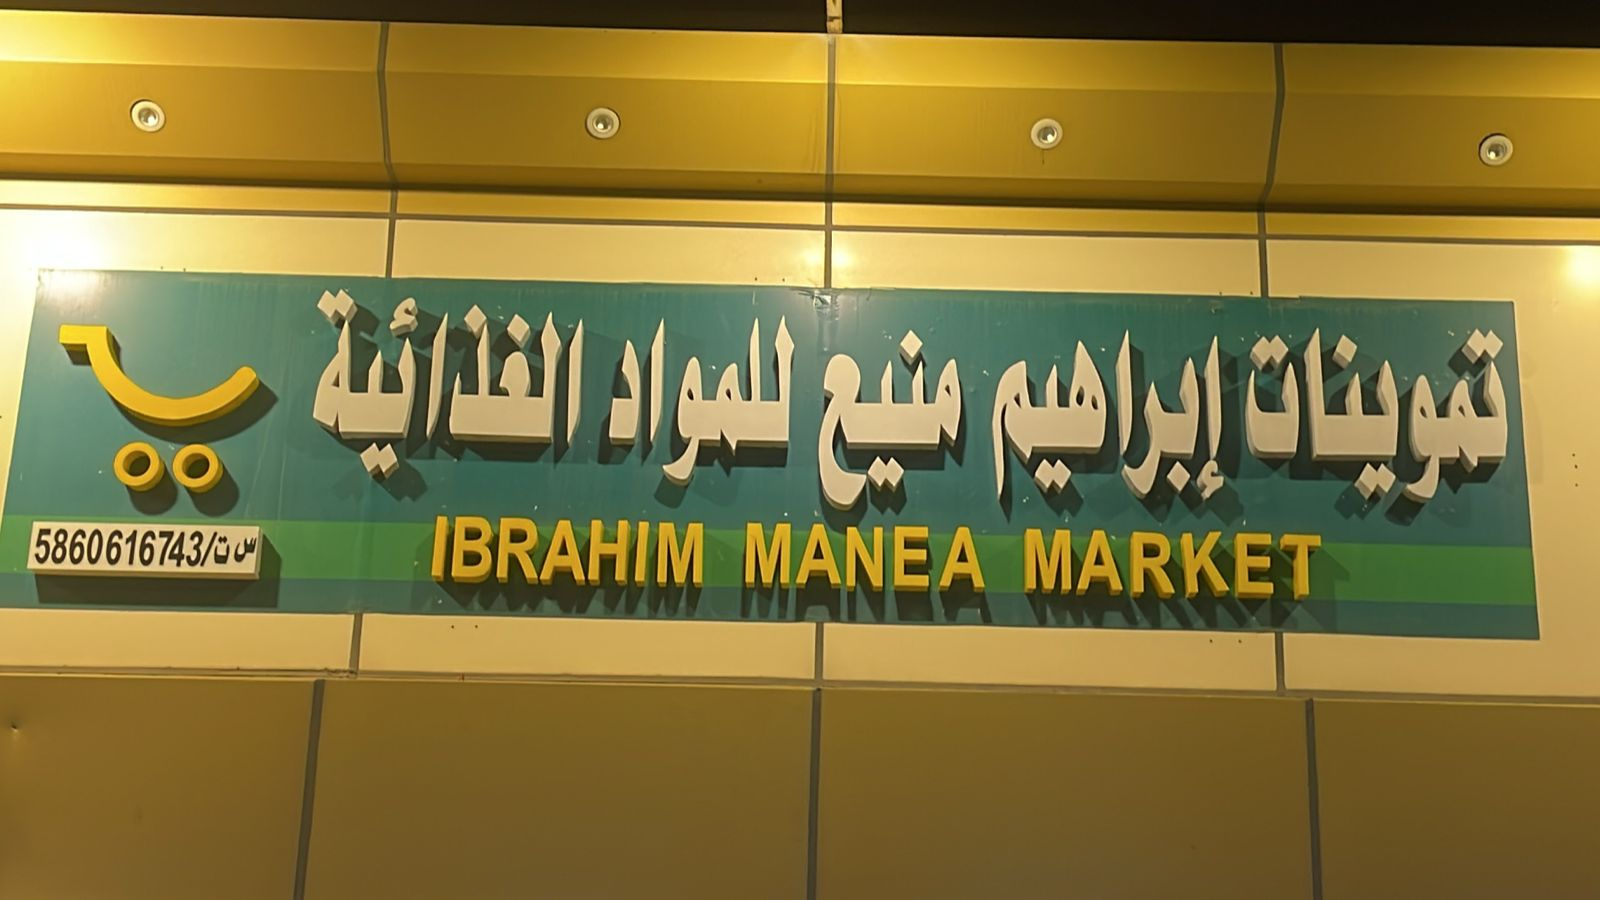 تموينات إبراهيم منيع للمواد الغذائية
IBRAHIM MANEA MARKET
س ت/5860616743